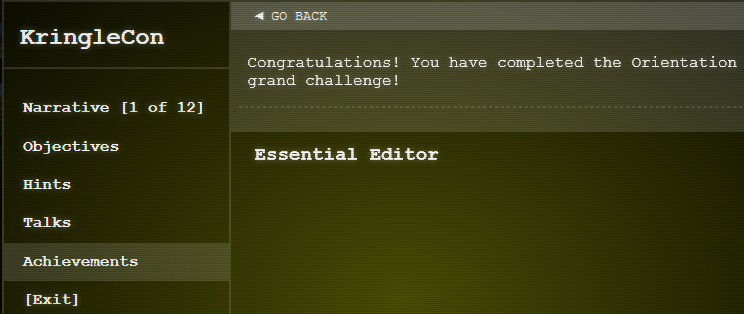 ◄ GO BACK
KringleCon
Congratulations! You have completed the Orientation
grand challenge!
Narrative [1 of 12]
Objectives
Hints
Talks
Achievements
[Exit]
Essential Editor